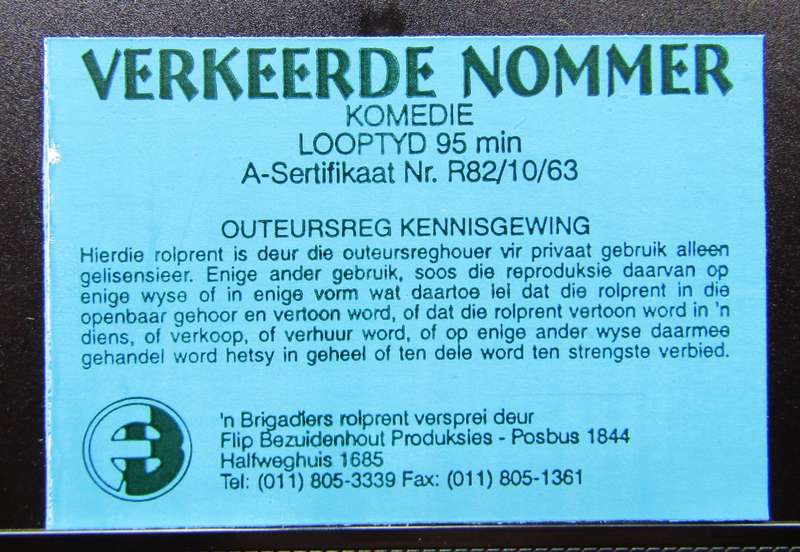 VERKEERDE NOMMER
KOMEDIE
LOOPTYD 95 min
A-Sertifikaat Nr. R82/10/63
OUTEURSREG KENNISGEWING
Hierdie rolprent is deur die outeursreghouer vir privaat gebruik alleen
gelisensieer. Enige ander gebruik, soos die reproduksie daarvan op
enige wyse of in enige vorm wat daartoe lei dat die rolprent in die
openbaar gehoor en vertoon word, of dat die rolprent vertoon word in 'n
diens, of verkoop, of verhuur word, of op enige ander wyse daarmee
gehandel word hetsy in geheel of ten dele word ten strengste verbied.
'n Brigadiers rolprent versprei deur
Flip Bezuidenhout Produksies - Posbus 1844
Halfweghuis 1685
Tel: (011) 805-3339 Fax: (011) 805-1361